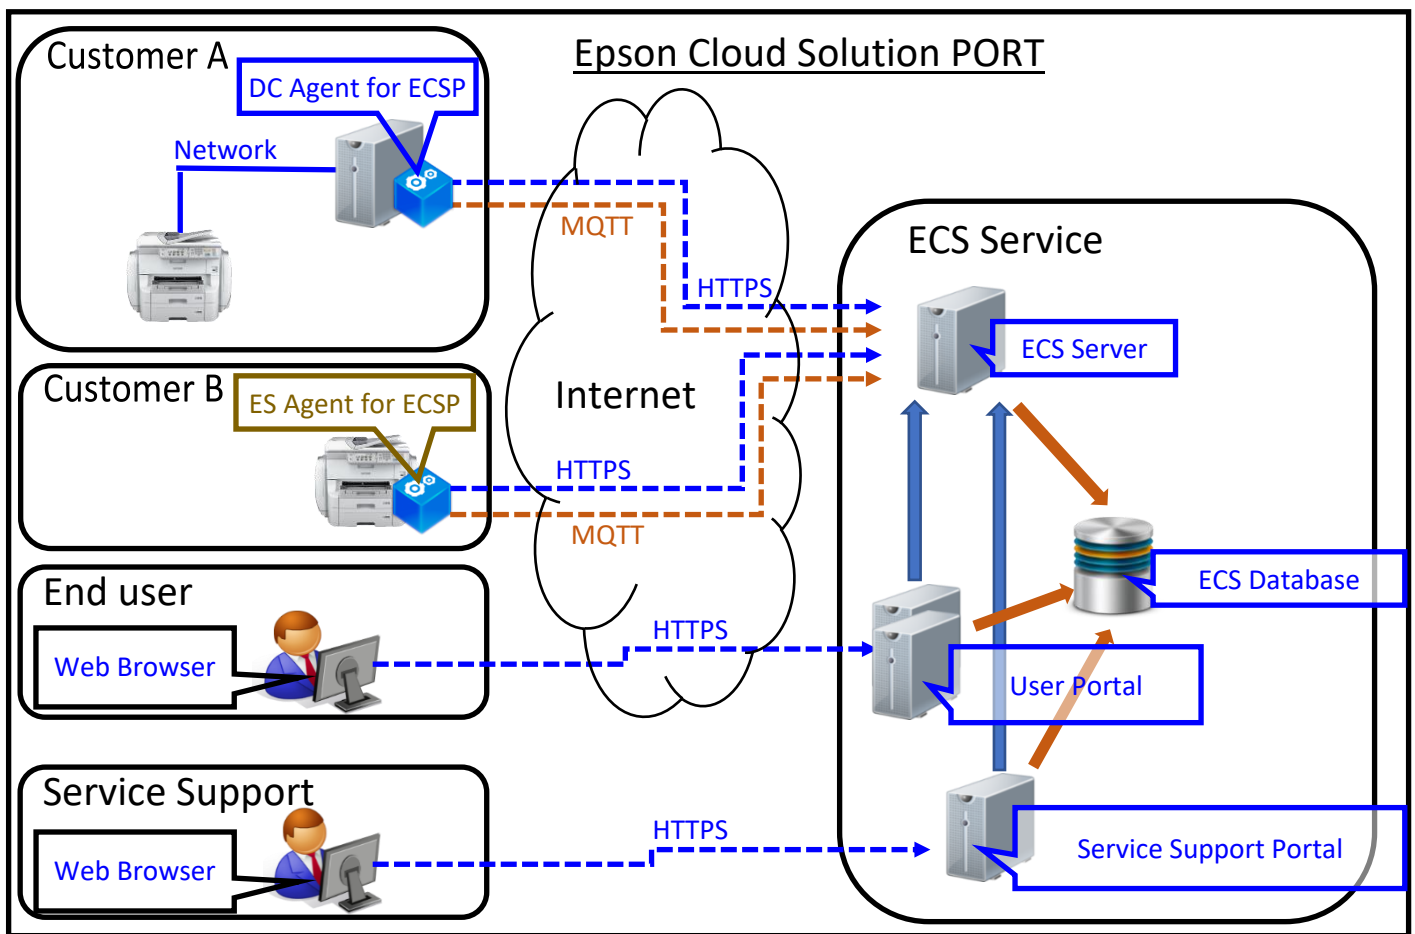 Epson Cloud Solution PORT
Customer A
DC Agent for ECSP
Network
MQTT
HTTPS
Customer B
ES Agent for ECSP
HTTPS
MQTT
Internet
End user
Web Browser
HTTPS
Service Support
Web Browser
HTTPS
ECS Service
ECS Server
ECS Database
User Portal
Service Support Portal